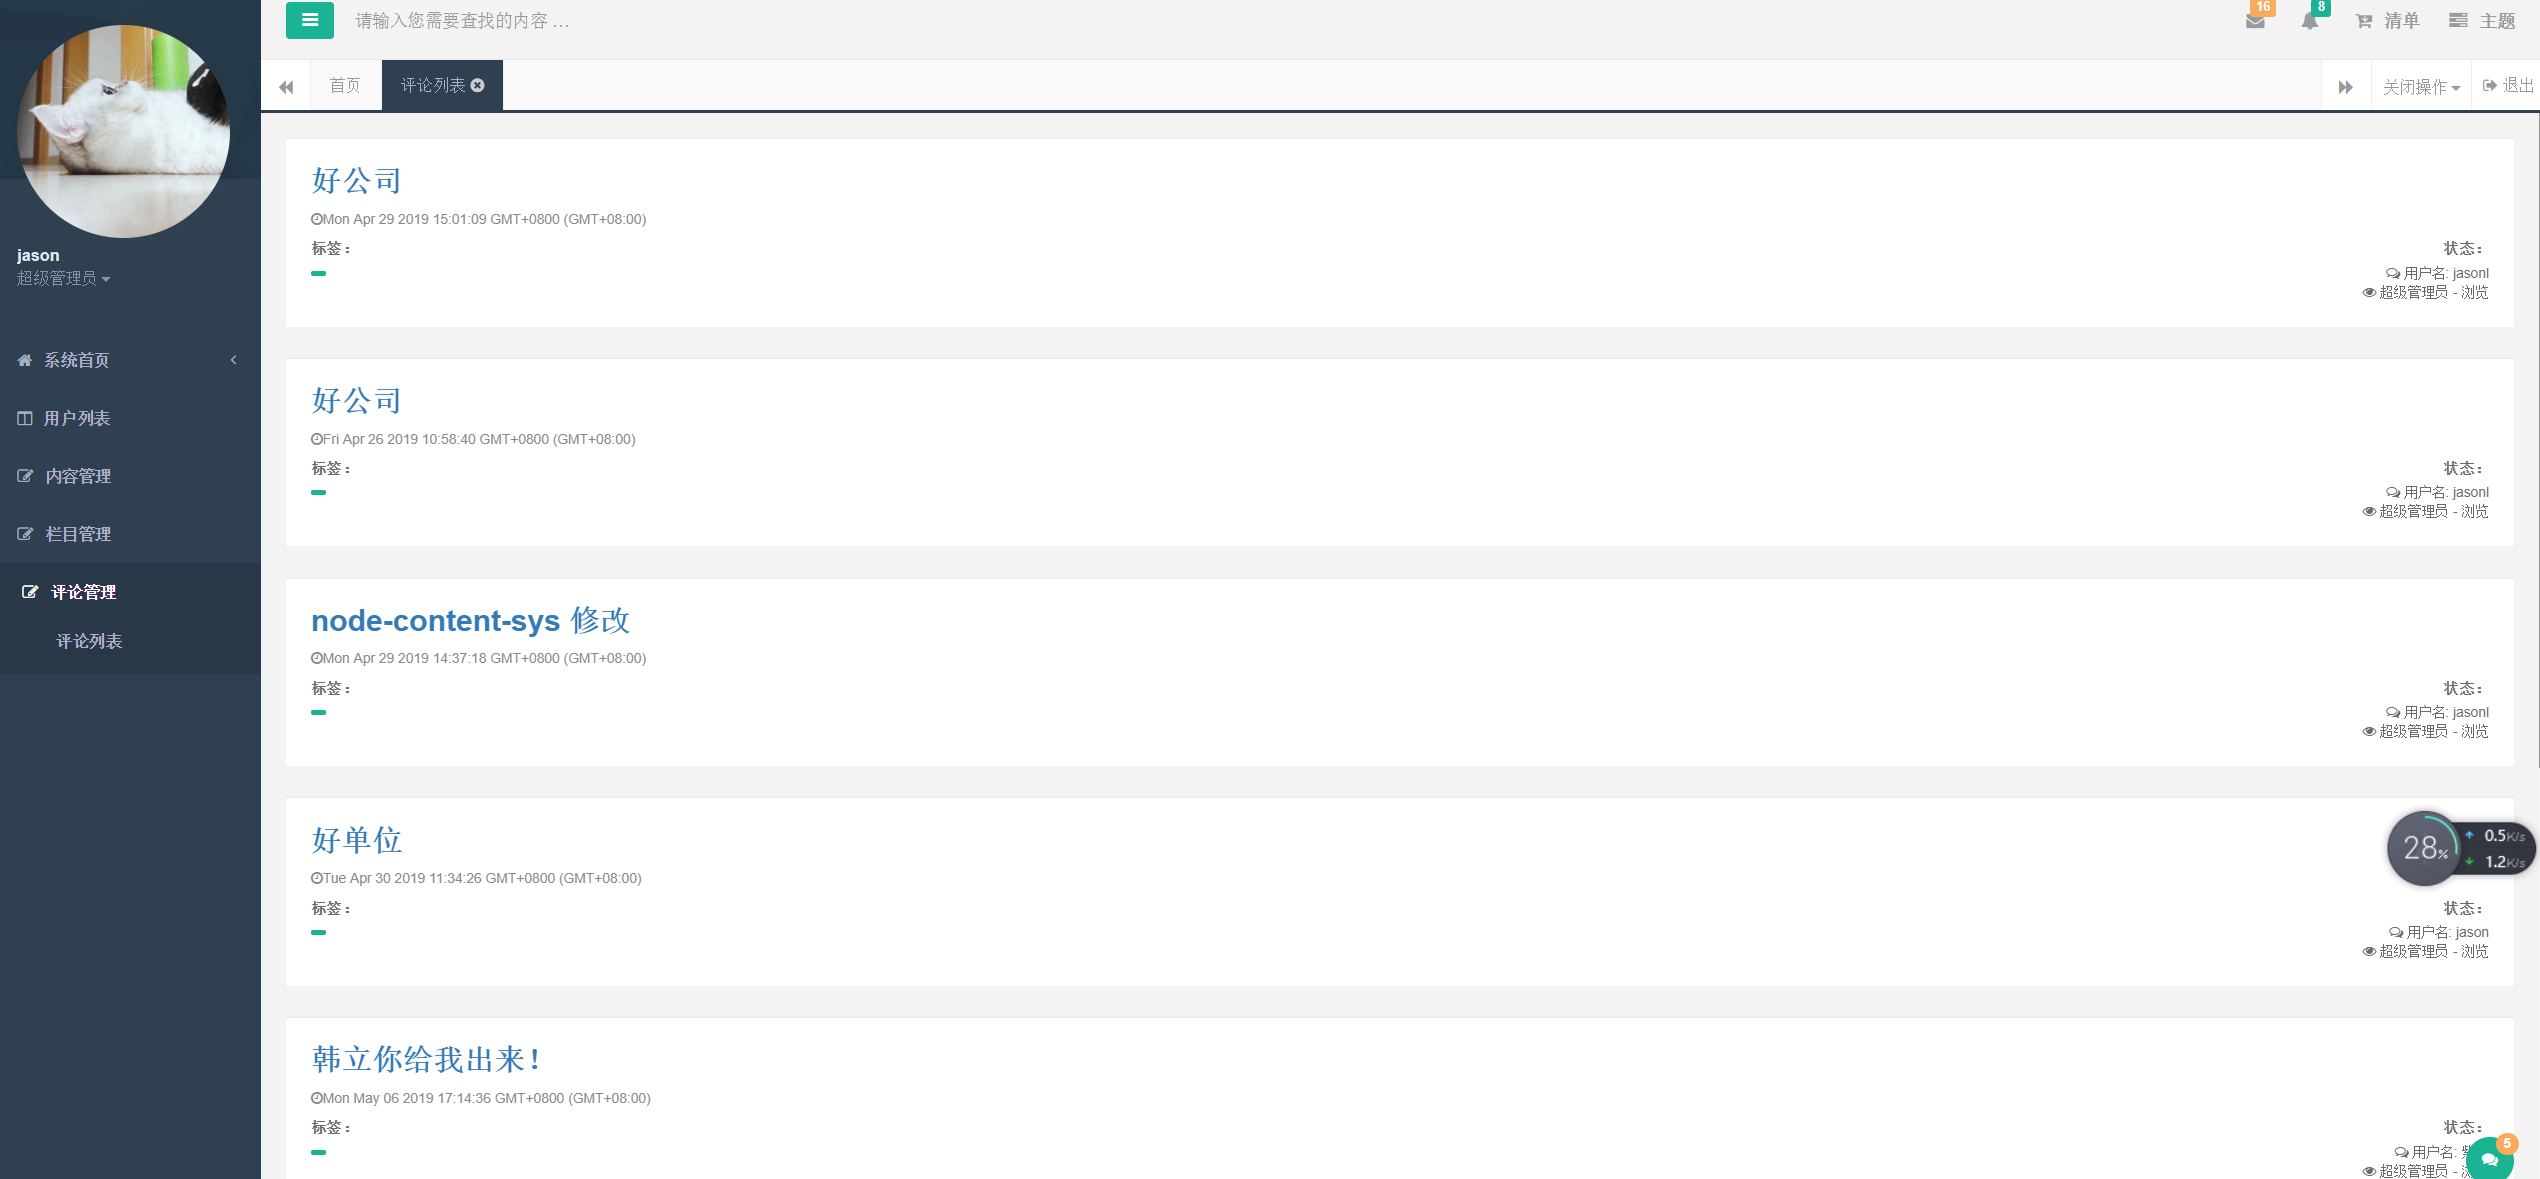 请输入您需要查找的内容 …
16
8
清单
主题
首页
评论列表
关闭操作
退出
jason
超级管理员
系统首页
用户列表
内容管理
栏目管理
评论管理
评论列表
好公司
Mon Apr 29 2019 15:01:09 GMT+0800 (GMT+08:00)
标签：
状态：
用户名: jasonl
超级管理员 - 浏览
好公司
Fri Apr 26 2019 10:58:40 GMT+0800 (GMT+08:00)
标签：
状态：
用户名: jasonl
超级管理员 - 浏览
node-content-sys 修改
Mon Apr 29 2019 14:37:18 GMT+0800 (GMT+08:00)
标签：
状态：
用户名: jasonl
超级管理员 - 浏览
好单位
Tue Apr 30 2019 11:34:26 GMT+0800 (GMT+08:00)
标签：
状态：
用户名: jason
超级管理员 - 浏览
28%
0.5K/s
1.2K/s
韩立你给我出来！
Mon May 06 2019 17:14:36 GMT+0800 (GMT+08:00)
标签：
状态：
用户名:
超级管理员 -
5